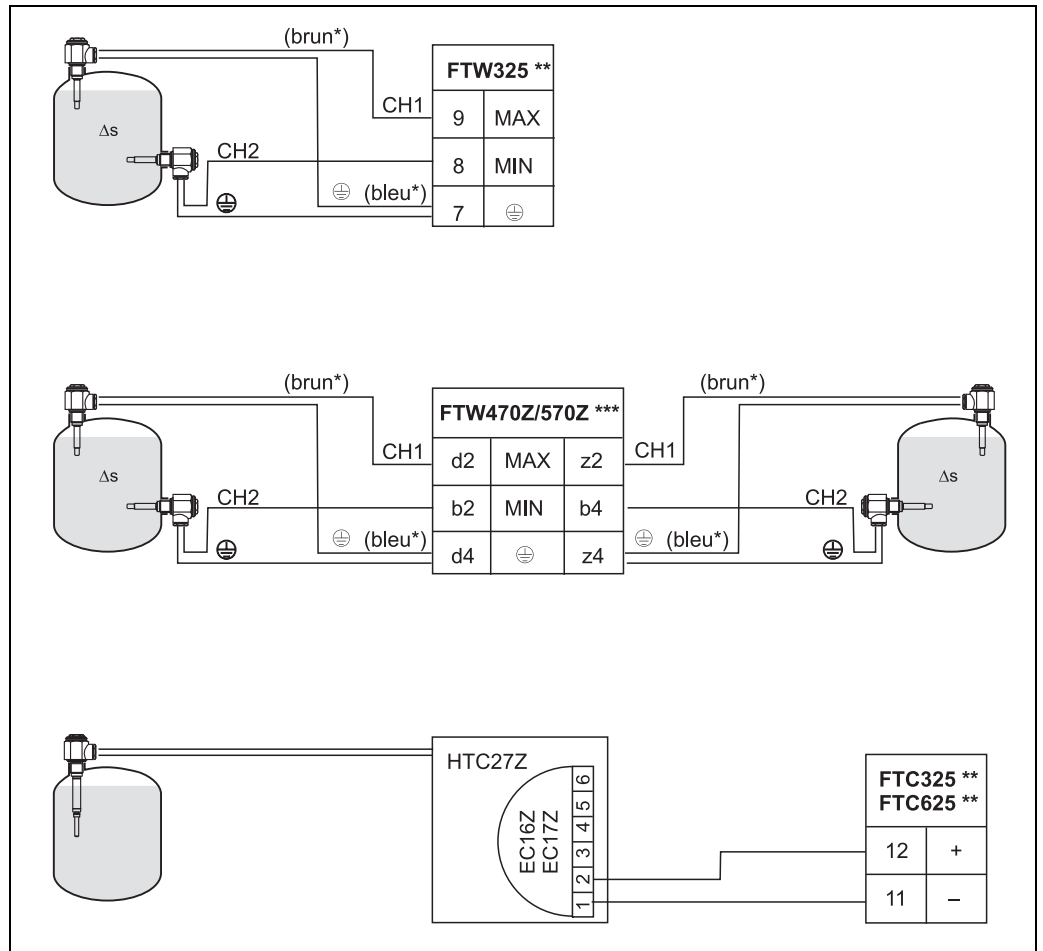 (brun*)
FTW325 **
CH1
9 MAX
Δs
CH2
8 MIN
⏚ (bleu*)
⏚
7 ⏚
(brun*) (brun*)
FTW470Z/570Z ***
CH1 d2 MAX z2 CH1
Δs Δs
CH2 b2 MIN b4 CH2
⏚ (bleu*) ⏚ (bleu*)
⏚ d4 ⏚ z4 ⏚
HTC27Z
EC16Z
EC17Z
6
5
4
3
2
1
FTC325 **
FTC625 **
12 +
11 –